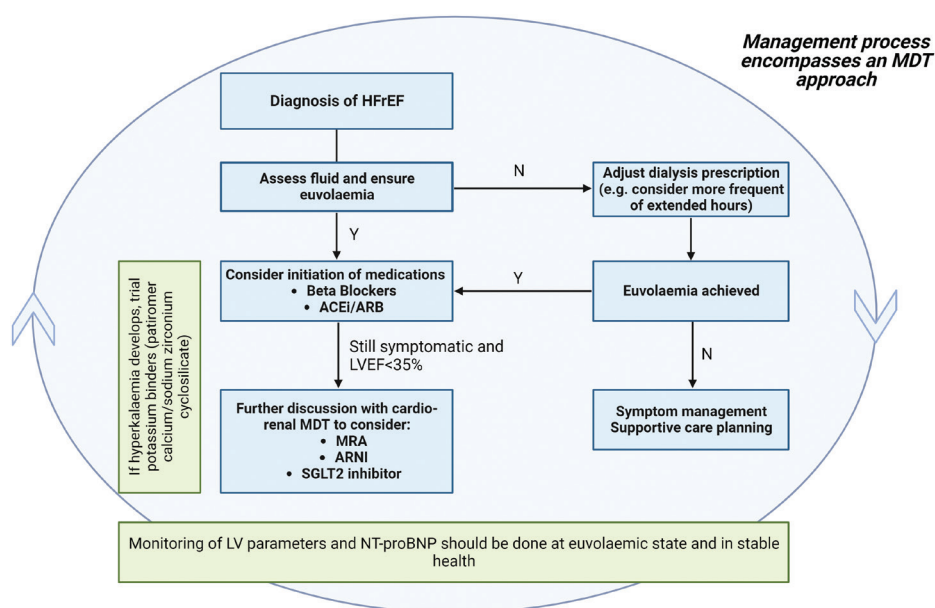 Management process
encompasses an MDT
approach
Diagnosis of HFrEF
Assess fluid and ensure
euvolaemia
N
Adjust dialysis prescription
(e.g. consider more frequent
of extended hours)
Y
Consider initiation of medications
• Beta Blockers
• ACEi/ARB
Y
Euvolaemia achieved
If hyperkalaemia develops, trial
potassium binders (patiromer
calcium/sodium zirconium
cyclosilicate)
Still symptomatic and
LVEF<35%
N
Further discussion with cardio-
renal MDT to consider:
• MRA
• ARNI
• SGLT2 inhibitor
Symptom management
Supportive care planning
Monitoring of LV parameters and NT-proBNP should be done at euvolaemic state and in stable
health